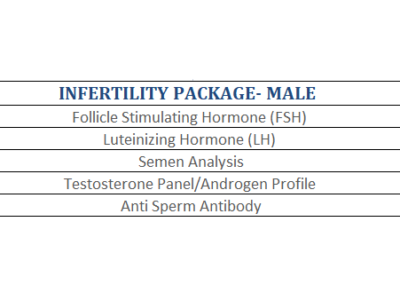 INFERTILITY PACKAGE- MALE
Follicle Stimulating Hormone (FSH)
Luteinizing Hormone (LH)
Semen Analysis
Testosterone Panel/Androgen Profile
Anti Sperm Antibody